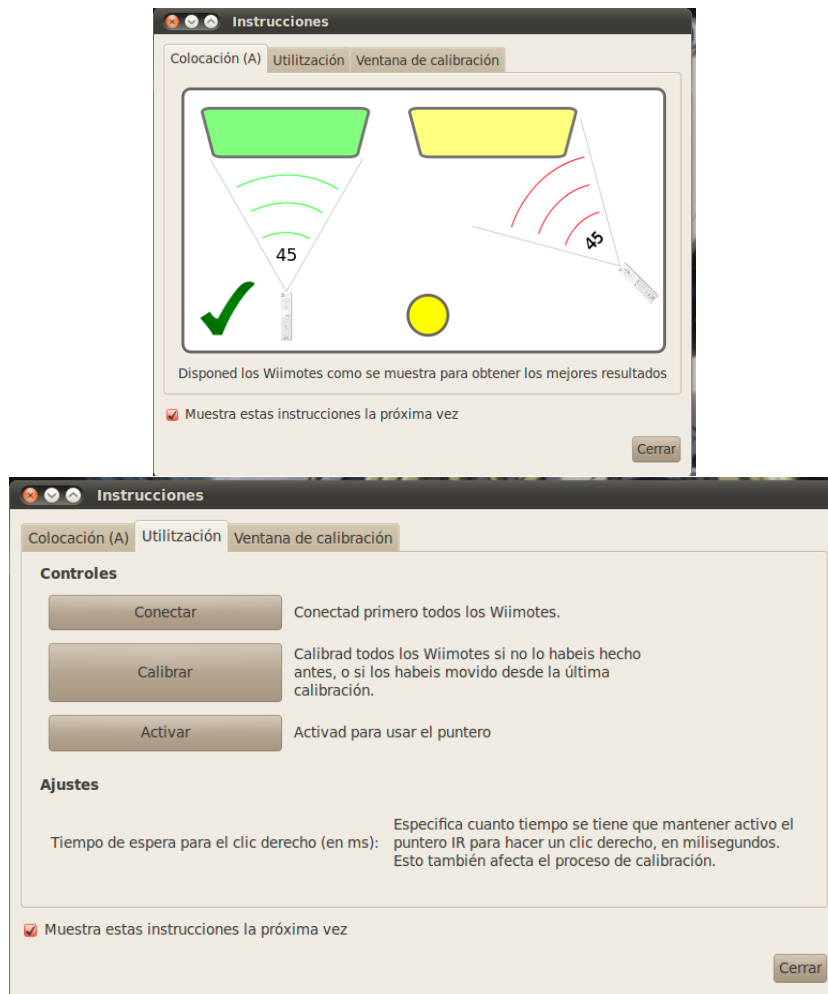 Instrucciones
Colocación (A) Utilitzación Ventana de calibración
45 45
Disponed los Wiimotes como se muestra para obtener los mejores resultados
Muestra estas instrucciones la próxima vez
Cerrar
Instrucciones
Colocación (A) Utilitzación Ventana de calibración
Controles
Conectar Conectad primero todos los Wiimotes.
Calibrar Calibrad todos los Wiimotes si no lo habeis hecho
antes, o si los habeis movido desde la última
calibración.
Activar Activad para usar el puntero
Ajustes
Tiempo de espera para el clic derecho (en ms): Especifica cuanto tiempo se tiene que mantener activo el
puntero IR para hacer un clic derecho, en milisegundos.
Esto también afecta el proceso de calibración.
Muestra estas instrucciones la próxima vez
Cerrar